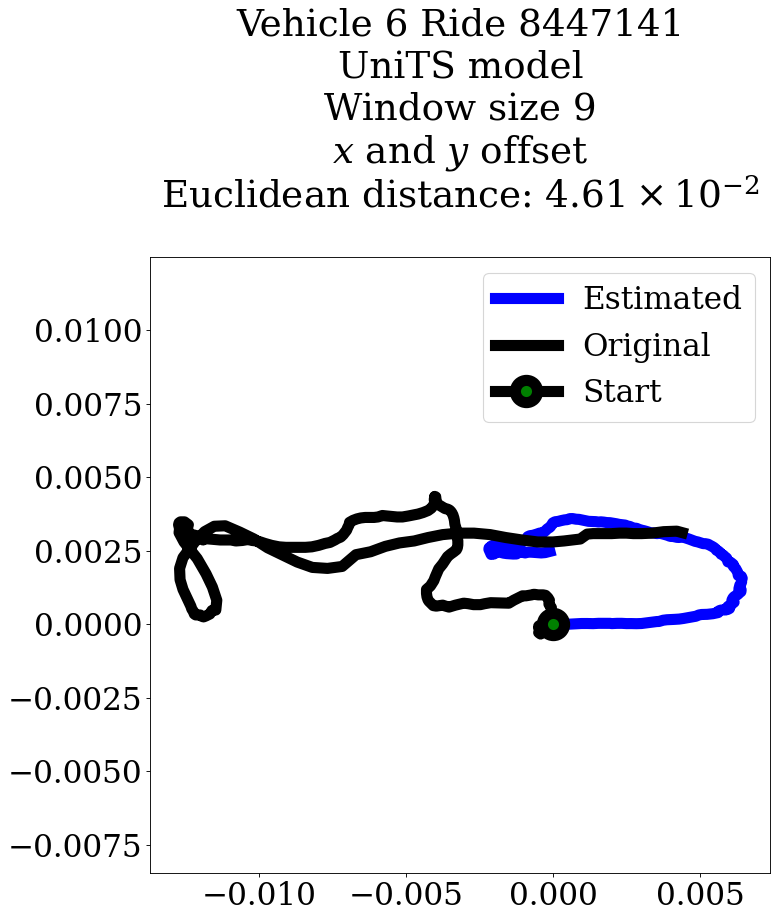 Vehicle 6 Ride 8447141
UniTS model
Window size 9
x and y offset
Euclidean distance: 4.61 × 10⁻²
Estimated
Original
Start
0.0100
0.0075
0.0050
0.0025
0.0000
−0.0025
−0.0050
−0.0075
−0.010
−0.005
0.000
0.005